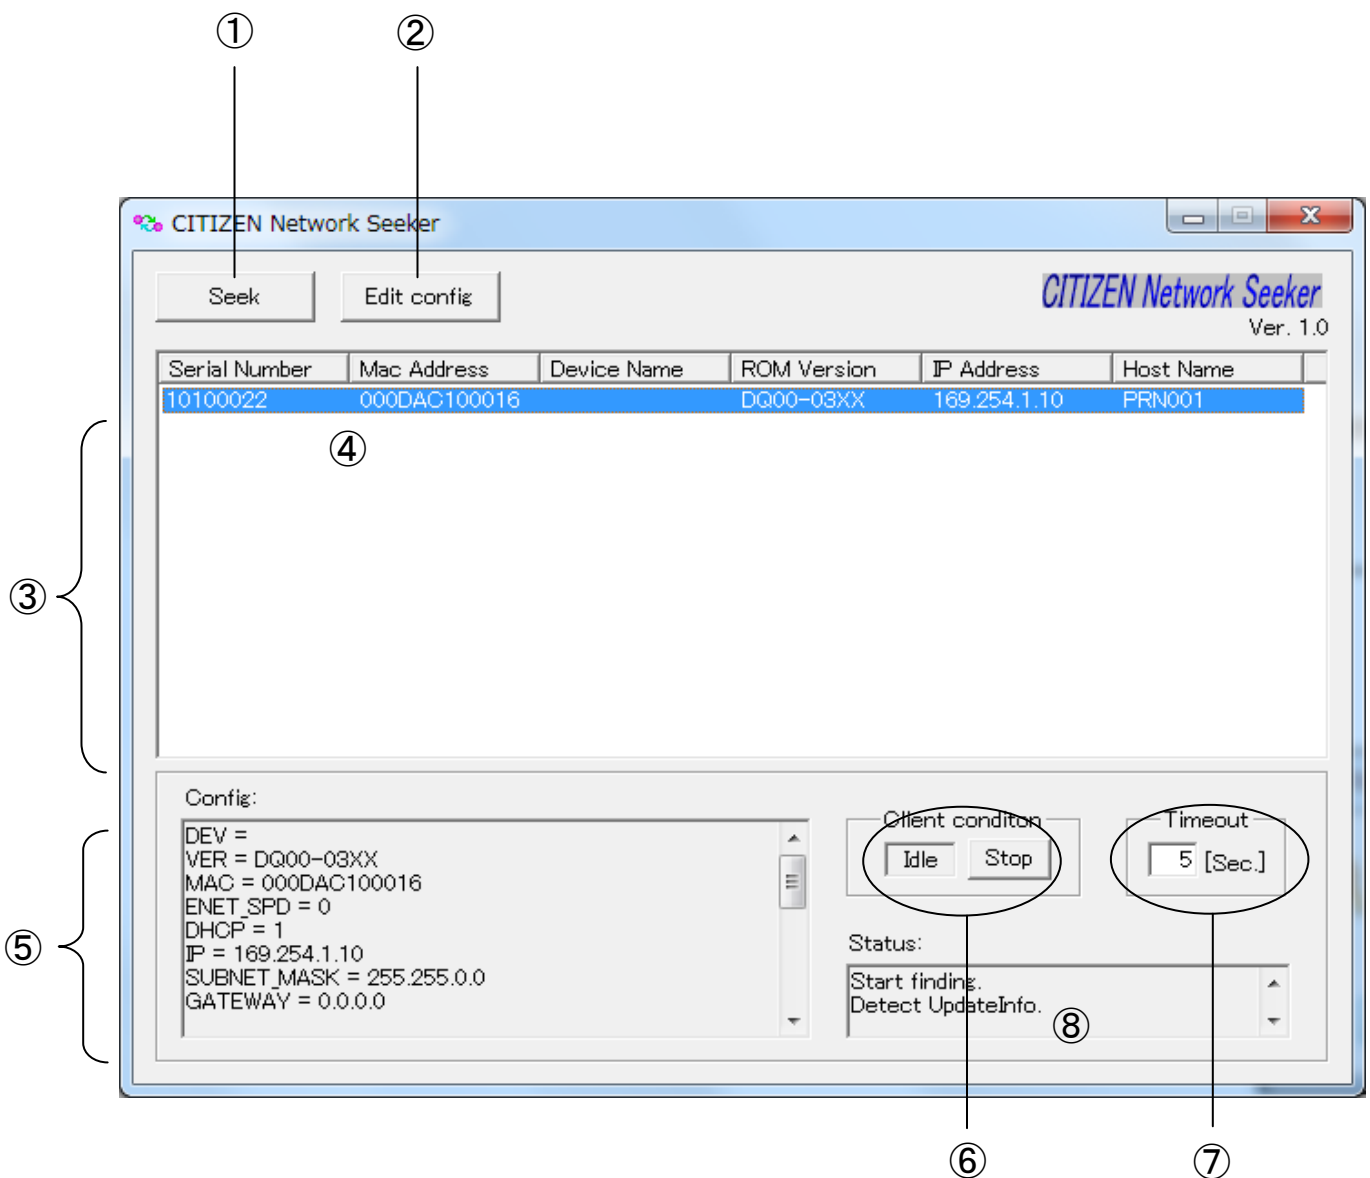 ① ②
CITIZEN Network Seeker
Seek Edit config CITIZEN Network Seeker
Ver. 1.0
Serial Number Mac Address Device Name ROM Version IP Address Host Name
10100022 000DAC100016 DQ00-03XX 169.254.1.10 PRN001
④
③
Config:
DEV =
VER = DQ00-03XX
MAC = 000DAC100016
ENET_SPD = 0
DHCP = 1
IP = 169.254.1.10
SUBNET_MASK = 255.255.0.0
GATEWAY = 0.0.0.0
⑤
Client conditon
Idle Stop
Timeout
5 [Sec.]
Status:
Start finding.
Detect UpdateInfo.
⑧
⑥ ⑦